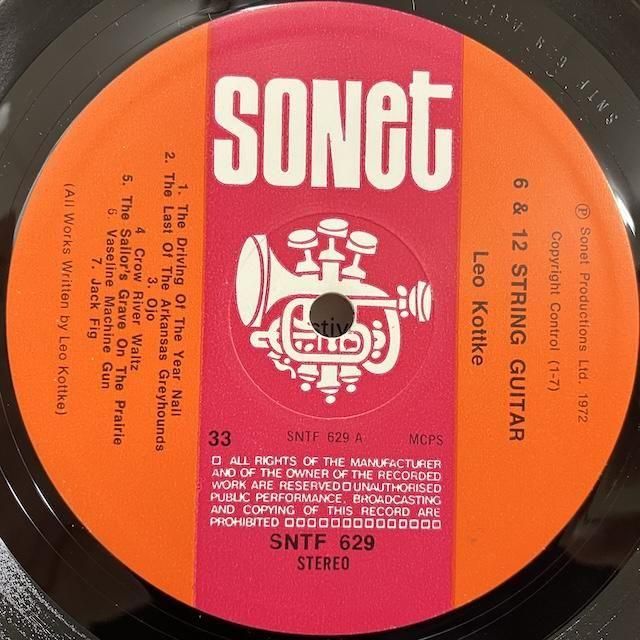 SONet
6 & 12 STRING GUITAR
Leo Kottke
Ⓟ Sonet Productions Ltd. 1972
Copyright Control (1-7)
1. The Driving Of The Year Nail
2. The Last Of The Arkansas Greyhounds
3. Ojo
4 Crow River Waltz
5. The Sailor's Grave On The Prairie
6 Vaseline Machine Gun
7. Jack Fig
(All Works Written by Leo Kottke)
33
SNTF 629 A
MCPS
□ ALL RIGHTS OF THE MANUFACTURER
AND OF THE OWNER OF THE RECORDED
WORK ARE RESERVED □ UNAUTHORISED
PUBLIC PERFORMANCE, BROADCASTING
AND COPYING OF THIS RECORD ARE
PROHIBITED □□□□□□□□□□□□□□
SNTF 629
STEREO